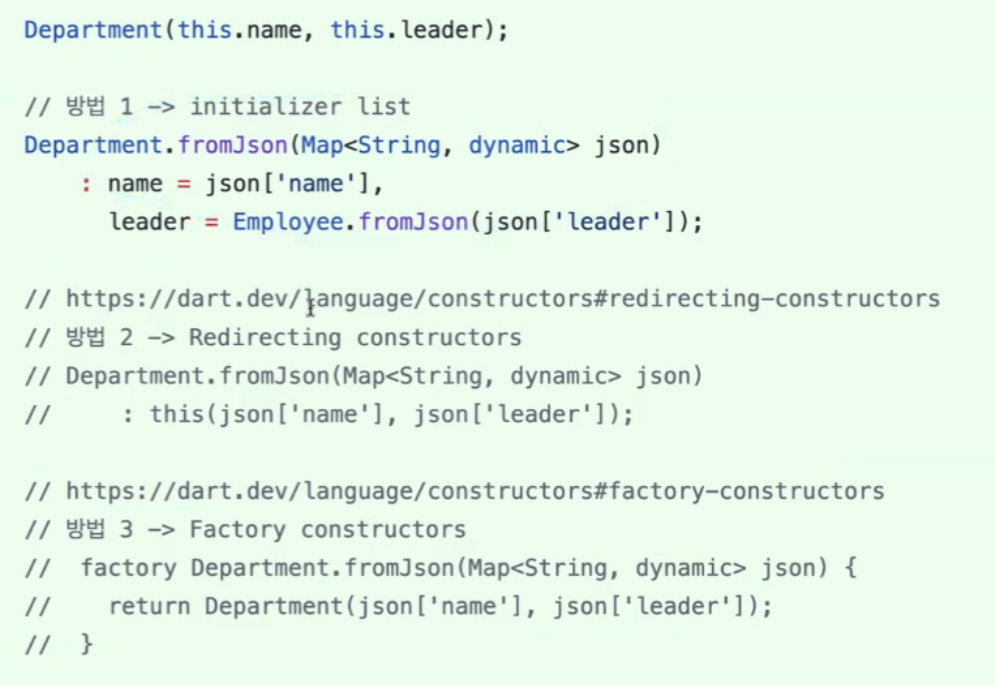 Department(this.name, this.leader);
// 방법 1 -> initializer list
Department.fromJson(Map<String, dynamic> json)
    : name = json['name'],
      leader = Employee.fromJson(json['leader']);
// https://dart.dev/language/constructors#redirecting-constructors
// 방법 2 -> Redirecting constructors
// Department.fromJson(Map<String, dynamic> json)
//     : this(json['name'], json['leader']);
// https://dart.dev/language/constructors#factory-constructors
// 방법 3 -> Factory constructors
//  factory Department.fromJson(Map<String, dynamic> json) {
//    return Department(json['name'], json['leader']);
//  }